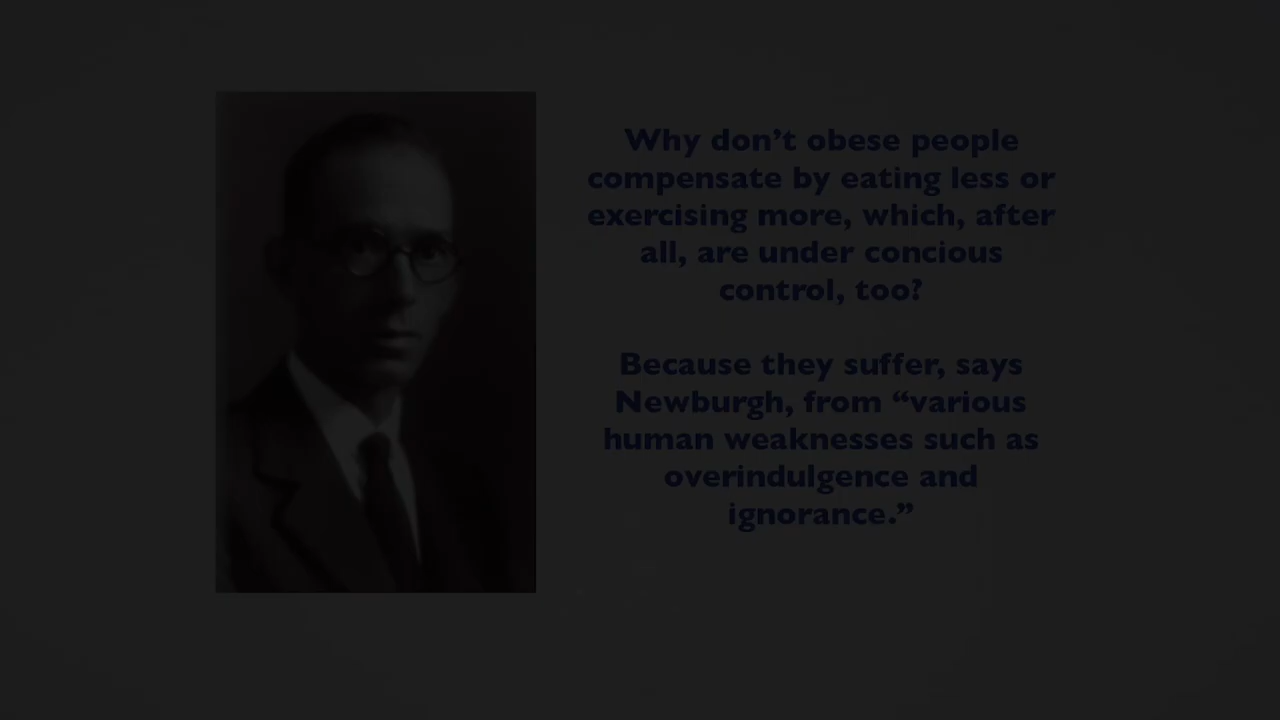 Why don’t obese people
compensate by eating less or
exercising more, which, after
all, are under concious
control, too?
Because they suffer, says
Newburgh, from “various
human weaknesses such as
overindulgence and
ignorance.”